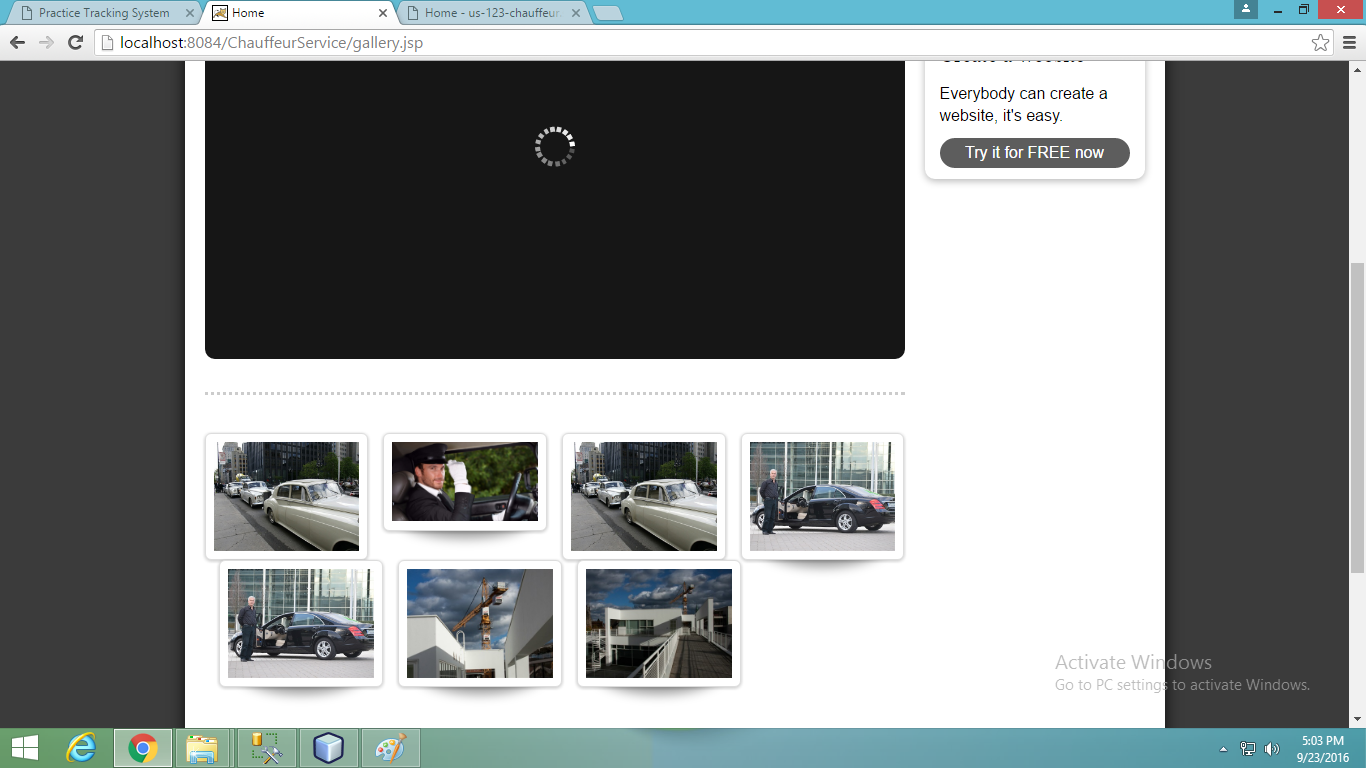 Practice Tracking System
Home
Home - us-123-chauffeur
localhost:8084/ChauffeurService/gallery.jsp
Everybody can create a
website, it's easy.
Try it for FREE now
Activate Windows
Go to PC settings to activate Windows.
5:03 PM
9/23/2016